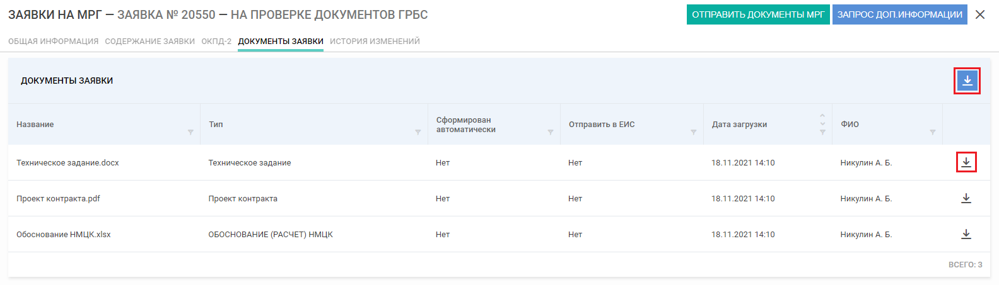 ЗАЯВКИ НА МРГ — ЗАЯВКА № 20550 — НА ПРОВЕРКЕ ДОКУМЕНТОВ ГРБС
ОТПРАВИТЬ ДОКУМЕНТЫ МРГ ЗАПРОС ДОП.ИНФОРМАЦИИ
ОБЩАЯ ИНФОРМАЦИЯ СОДЕРЖАНИЕ ЗАЯВКИ ОКПД-2 ДОКУМЕНТЫ ЗАЯВКИ ИСТОРИЯ ИЗМЕНЕНИЙ
ДОКУМЕНТЫ ЗАЯВКИ
Название Тип Сформирован автоматически Отправить в ЕИС Дата загрузки ФИО
Техническое задание.docx Техническое задание Нет Нет 18.11.2021 14:10 Никулин А. Б.
Проект контракта.pdf Проект контракта Нет Нет 18.11.2021 14:10 Никулин А. Б.
Обоснование НМЦК.xlsx ОБОСНОВАНИЕ (РАСЧЕТ) НМЦК Нет Нет 18.11.2021 14:10 Никулин А. Б.
ВСЕГО: 3